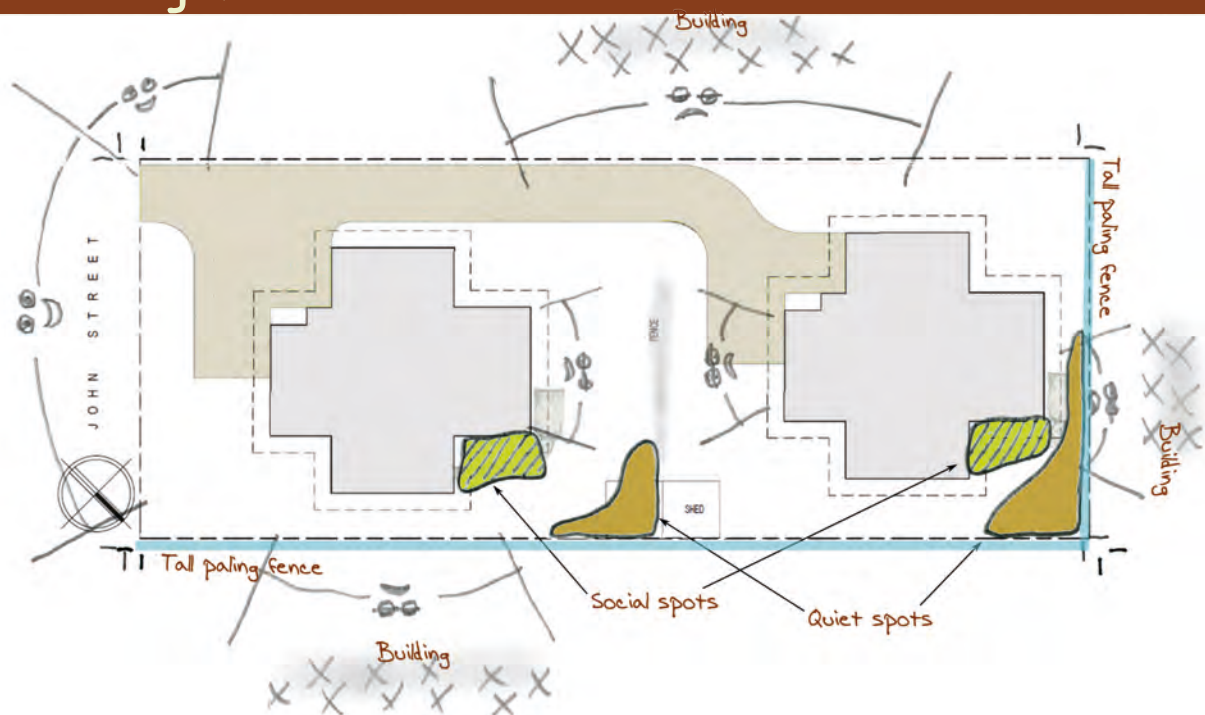 Building
Tall paling fence
JOHN STREET
FENCE
SHED
Building
Tall paling fence
Social spots
Quiet spots
Building